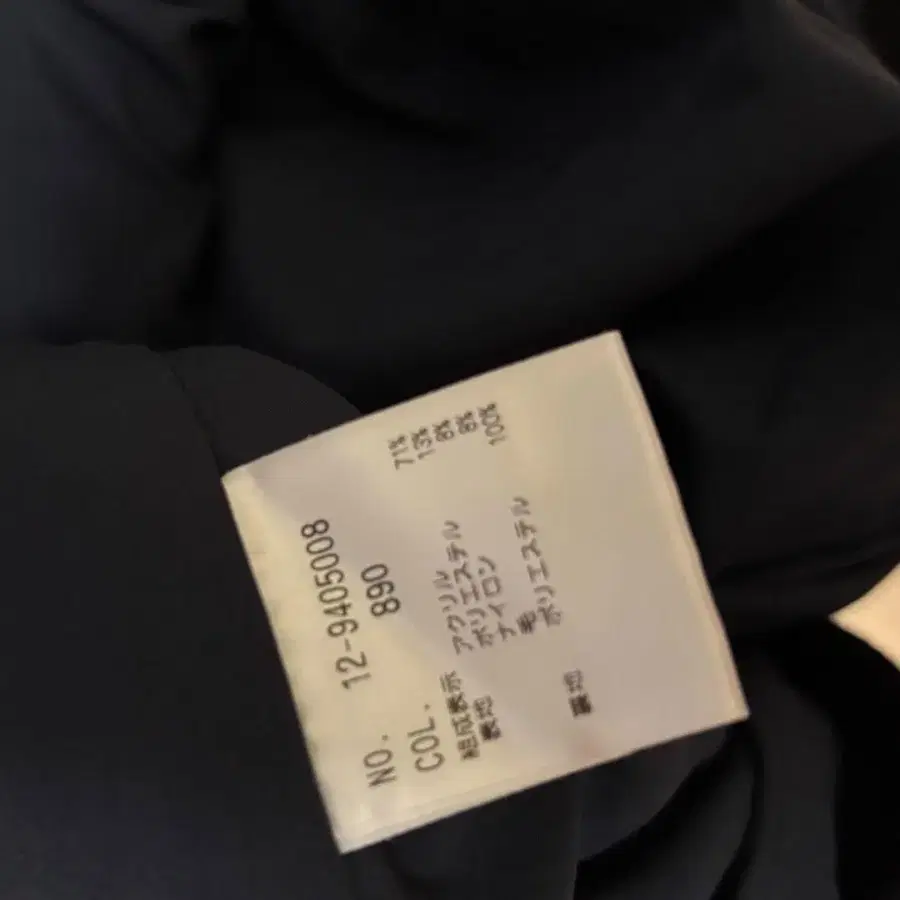 NO. 12-9405008
COL. 890
組成表示
表地 アクリル 71%
ポリエステル 13%
ナイロン 8%
毛 8%
裏地 ポリエステル 100%